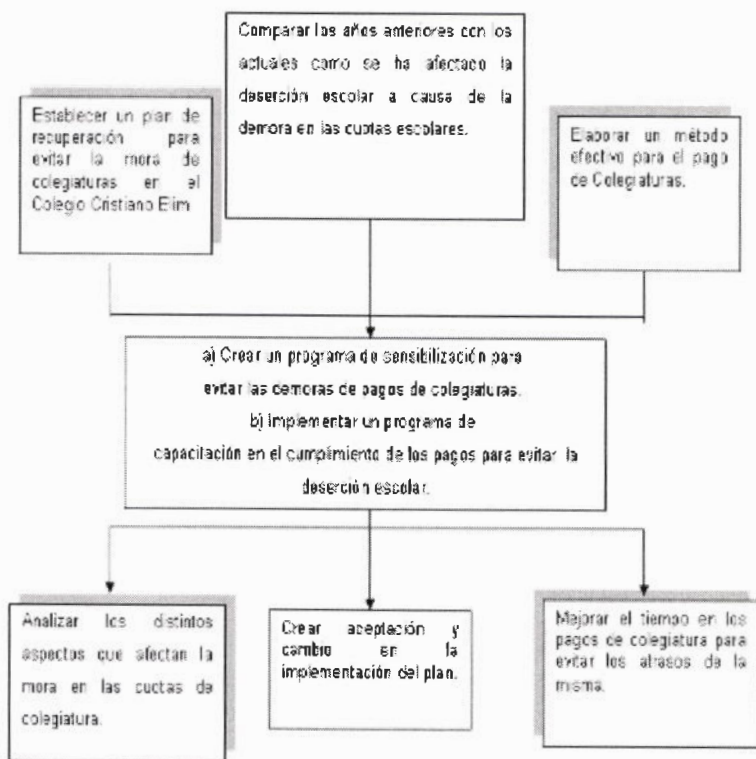 Comparar los años anteriores con los
actuales como se ha afectado la
deserción escolar a causa de la
demora en las cuotas escolares.
Establecer un plan de
recuperación para
evitar la mora de
colegiaturas en el
Colegio Cristiano Elim
Elaborar un método
efectivo para el pago
de Colegiaturas.
a) Crear un programa de sensibilización para
evitar las demoras de pagos de colegiaturas.
b) Implementar un programa de
capacitación en el cumplimiento de los pagos para evitar la
deserción escolar.
Analizar los distintos
aspectos que afectan la
mora en las cuotas de
colegiatura.
Crear aceptación y
cambio en la
implementación del plan.
Mejorar el tiempo en los
pagos de colegiatura para
evitar los atrasos de la
misma.